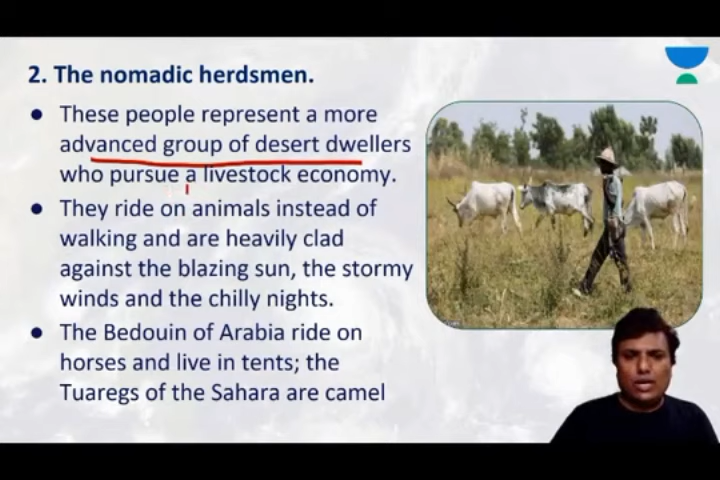 2. The nomadic herdsmen.
● These people represent a more
advanced group of desert dwellers
who pursue a livestock economy.
● They ride on animals instead of
walking and are heavily clad
against the blazing sun, the stormy
winds and the chilly nights.
● The Bedouin of Arabia ride on
horses and live in tents; the
Tuaregs of the Sahara are camel